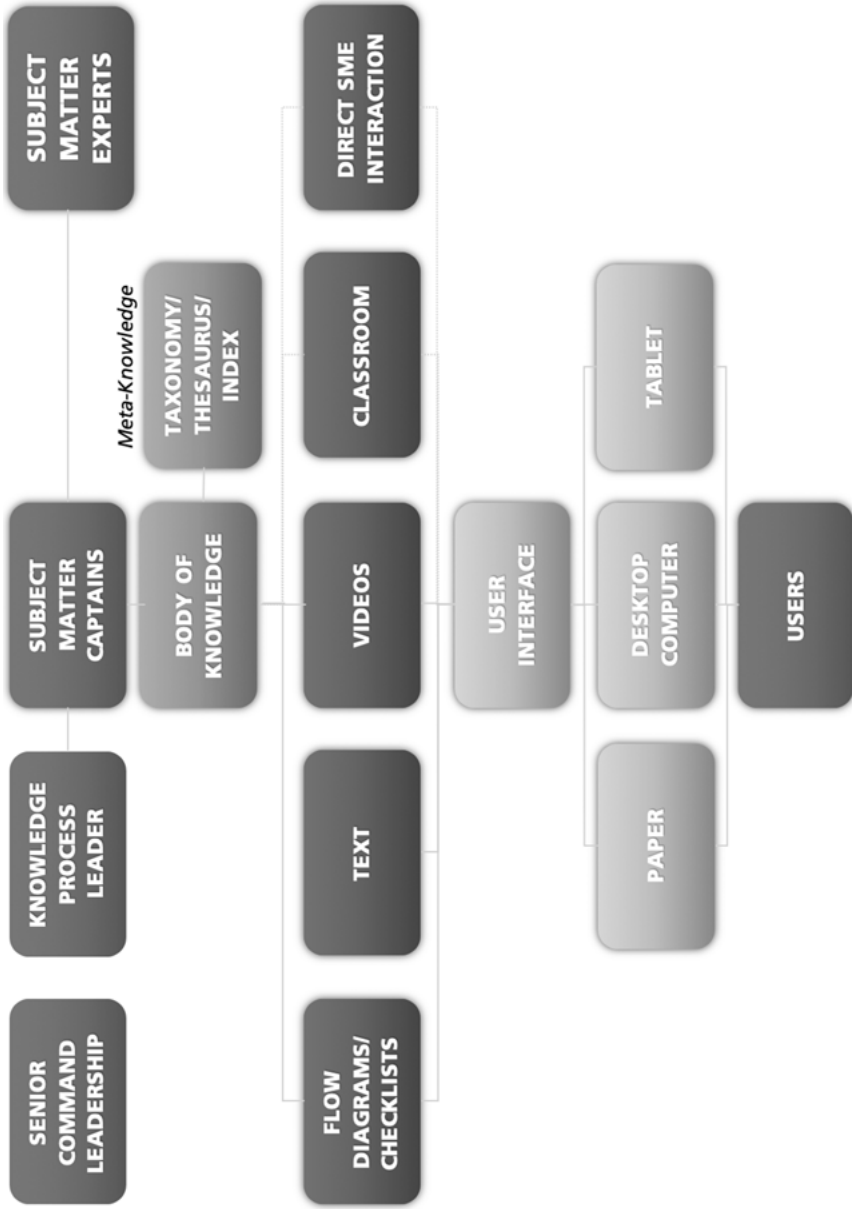 SENIOR
COMMAND
LEADERSHIP
KNOWLEDGE
PROCESS
LEADER
SUBJECT
MATTER
CAPTAINS
SUBJECT
MATTER
EXPERTS
Meta-Knowledge
BODY OF
KNOWLEDGE
TAXONOMY/
THESAURUS/
INDEX
FLOW
DIAGRAMS/
CHECKLISTS
TEXT
VIDEOS
CLASSROOM
DIRECT SME
INTERACTION
USER
INTERFACE
PAPER
DESKTOP
COMPUTER
TABLET
USERS